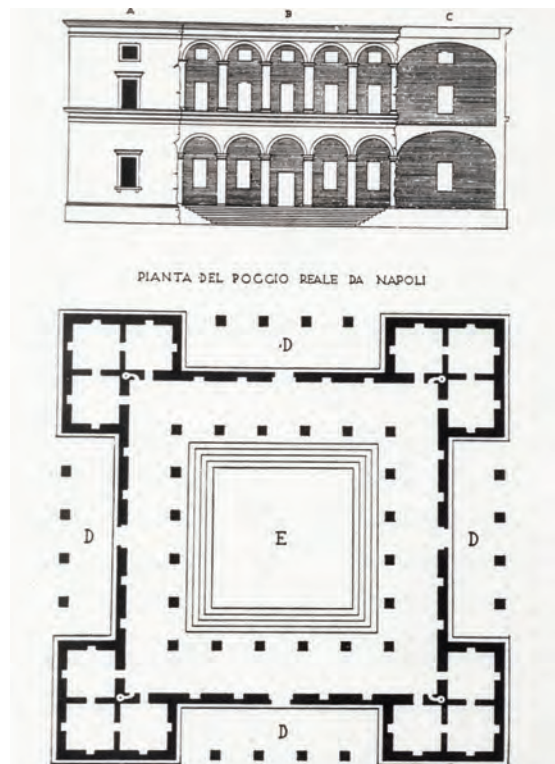 A B C
PIANTA DEL POGGIO REALE DA NAPOLI
D
D E D
D